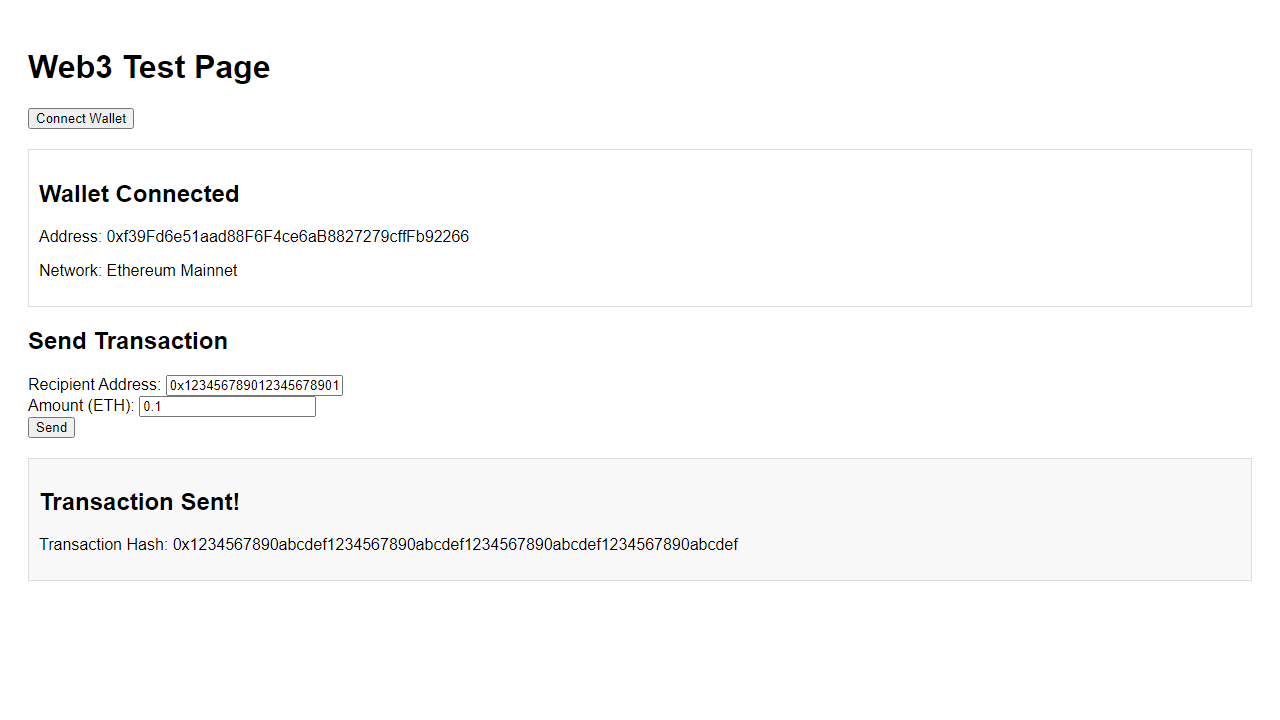 Web3 Test Page
Connect Wallet
Wallet Connected
Address: 0xf39Fd6e51aad88F6F4ce6aB8827279cffFb92266
Network: Ethereum Mainnet
Send Transaction
Recipient Address: 0x123456789012345678901
Amount (ETH): 0.1
Send
Transaction Sent!
Transaction Hash: 0x1234567890abcdef1234567890abcdef1234567890abcdef1234567890abcdef